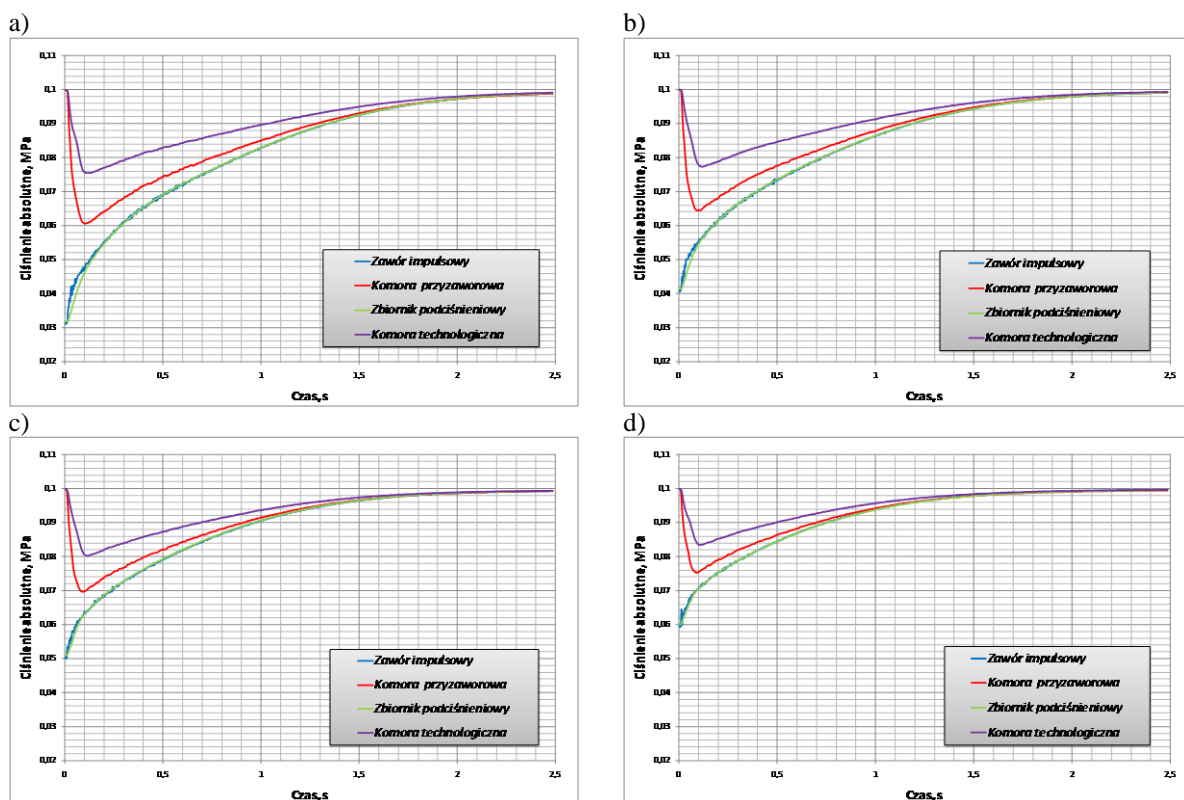 a)
b)
0,11
0,1
0,09
0,08
0,07
0,06
0,05
0,04
0,03
0,02
Ciśnienie absolutne, MPa
Zawór impulsowy
Komora przyzaworowa
Zbiornik podciśnieniowy
Komora technologiczna
0
0,5
1
1,5
2
2,5
Czas, s
0,11
0,1
0,09
0,08
0,07
0,06
0,05
0,04
0,03
0,02
Ciśnienie absolutne, MPa
Zawór impulsowy
Komora przyzaworowa
Zbiornik podciśnieniowy
Komora technologiczna
0
0,5
1
1,5
2
2,5
Czas, s
c)
d)
0,11
0,1
0,09
0,08
0,07
0,06
0,05
0,04
0,03
0,02
Ciśnienie absolutne, MPa
Zawór impulsowy
Komora przyzaworowa
Zbiornik podciśnieniowy
Komora technologiczna
0
0,5
1
1,5
2
2,5
Czas, s
0,11
0,1
0,09
0,08
0,07
0,06
0,05
0,04
0,03
0,02
Ciśnienie absolutne, MPa
Zawór impulsowy
Komora przyzaworowa
Zbiornik podciśnieniowy
Komora technologiczna
0
0,5
1
1,5
2
2,5
Czas, s